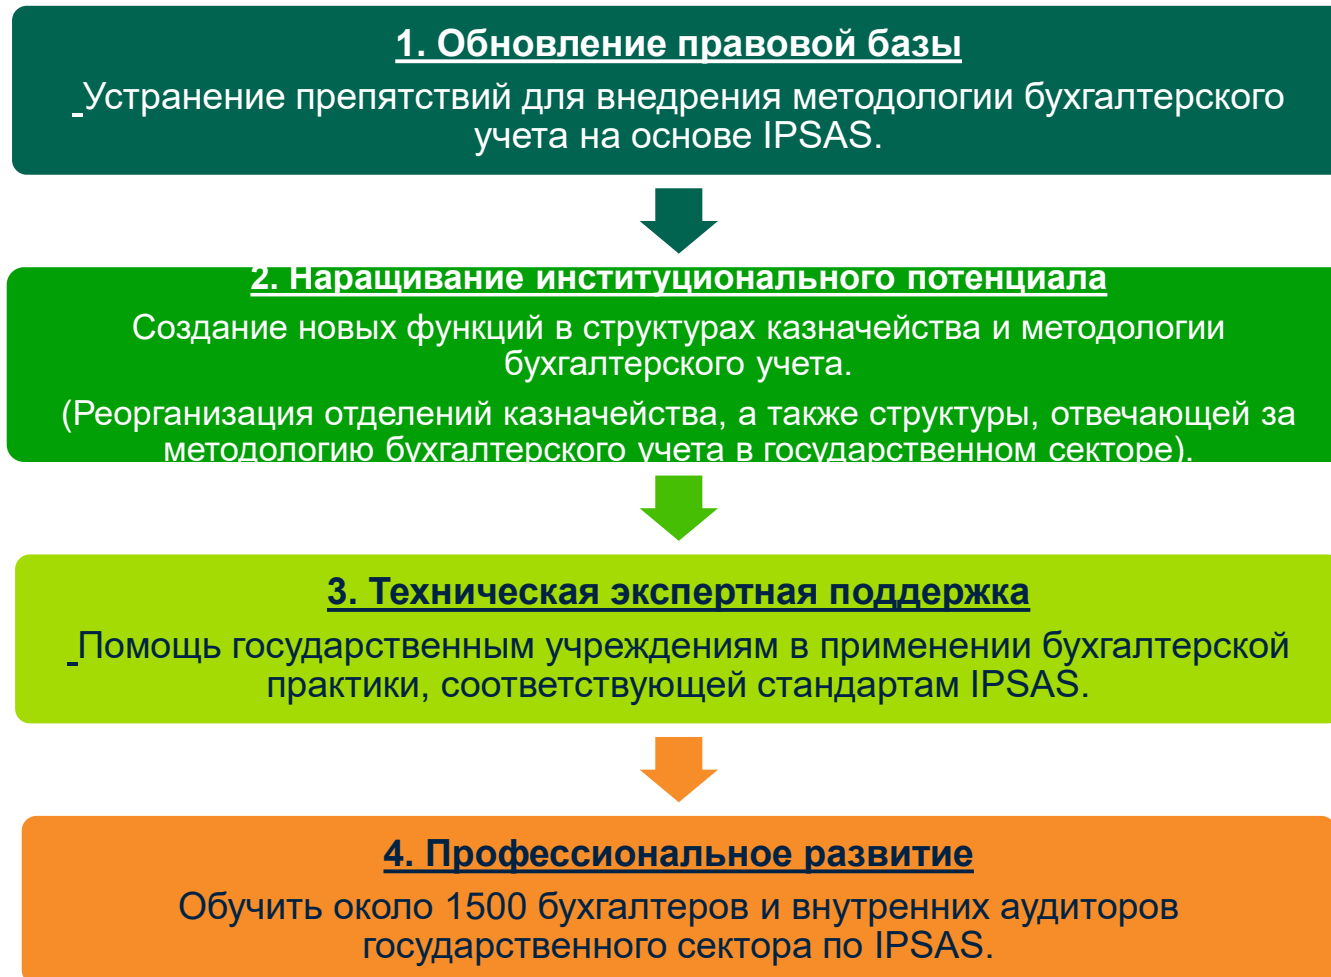 1. Обновление правовой базы
Устранение препятствий для внедрения методологии бухгалтерского
учета на основе IPSAS.
2. Наращивание институционального потенциала
Создание новых функций в структурах казначейства и методологии
бухгалтерского учета.
(Реорганизация отделений казначейства, а также структуры, отвечающей за
методологию бухгалтерского учета в государственном секторе).
3. Техническая экспертная поддержка
Помощь государственным учреждениям в применении бухгалтерской
практики, соответствующей стандартам IPSAS.
4. Профессиональное развитие
Обучить около 1500 бухгалтеров и внутренних аудиторов
государственного сектора по IPSAS.